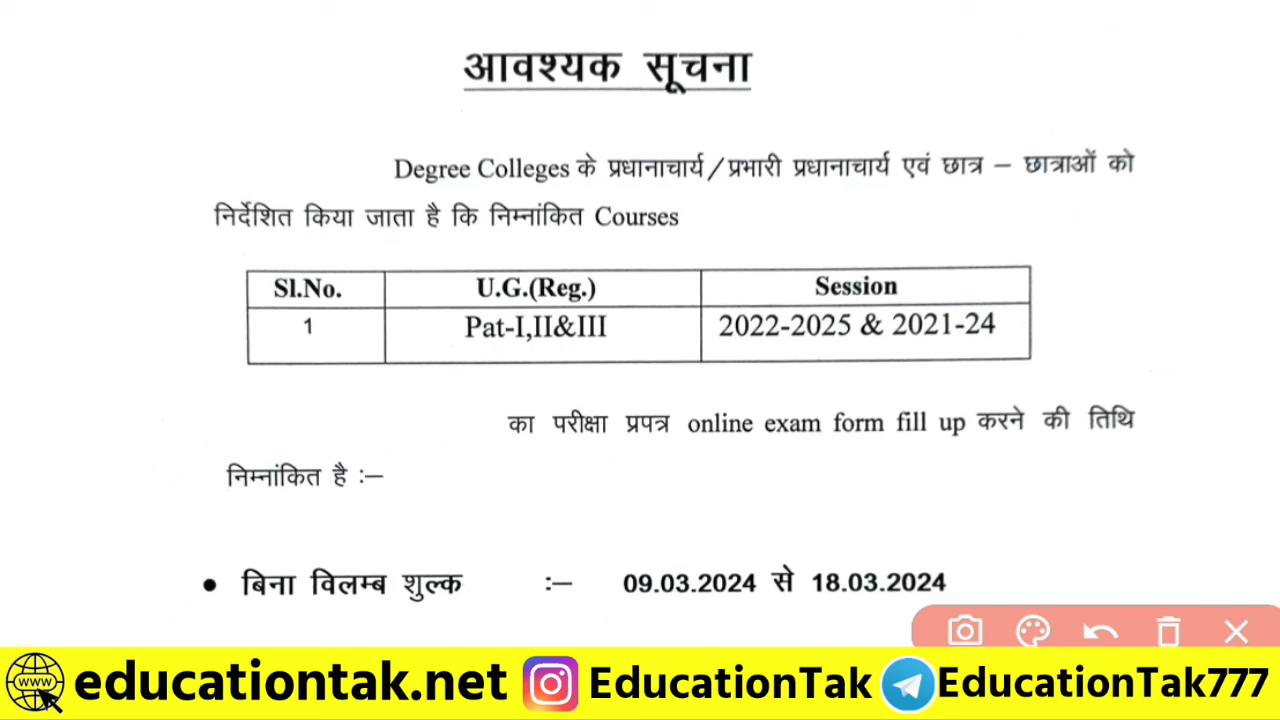 आवश्यक सूचना
Degree Colleges के प्रधानाचार्य/प्रभारी प्रधानाचार्य एवं छात्र – छात्राओं को
निर्देशित किया जाता है कि निम्नांकित Courses
Sl.No. U.G.(Reg.) Session
1 Pat-I,II&III 2022-2025 & 2021-24
का परीक्षा प्रपत्र online exam form fill up करने की तिथि
निम्नांकित है :–
• बिना विलम्ब शुल्क :– 09.03.2024 से 18.03.2024
www educationtak.net EducationTak EducationTak777